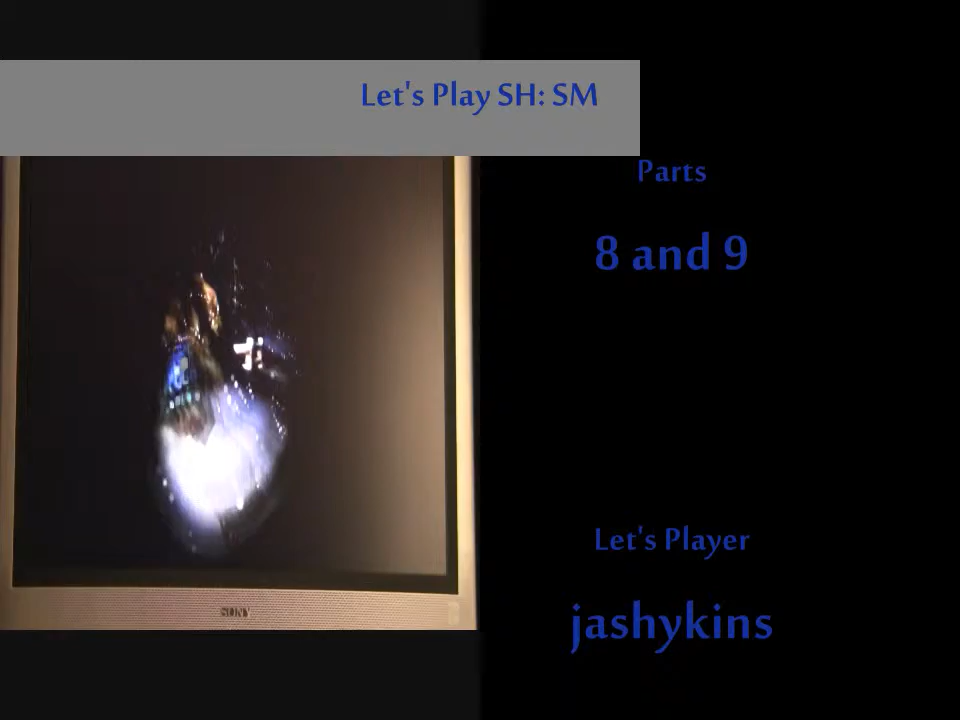 Let's Play SH: SM
Parts
8 and 9
Let's Player
jashykins
SONY